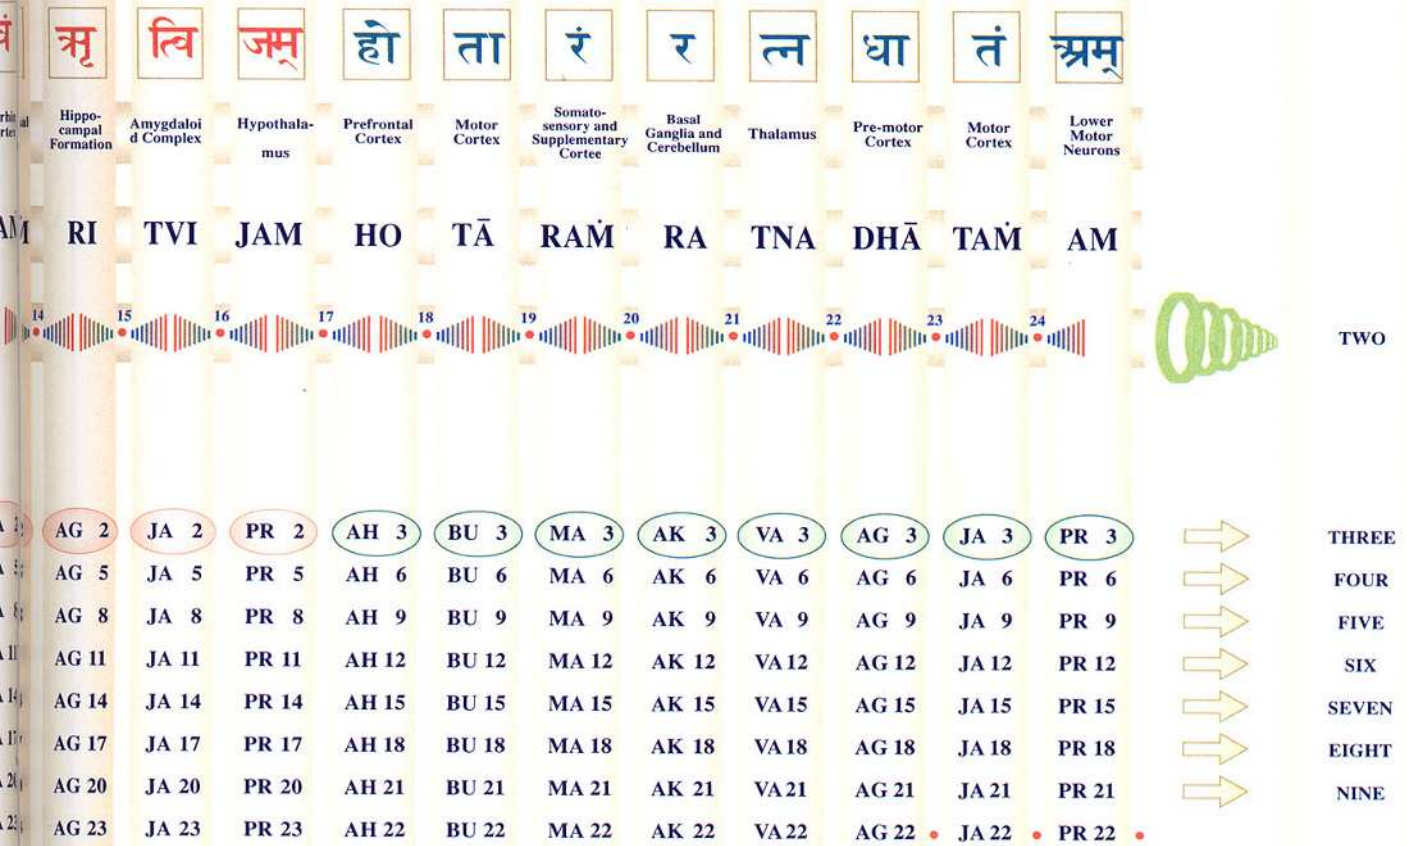 ऋ त्वि जम् हो ता रं र त्न धा तं अम्
Hippo-campal Formation Amygdaloi d Complex Hypothala-mus Prefrontal Cortex Motor Cortex Somato-sensory and Supplementary Cortee Basal Ganglia and Cerebellum Thalamus Pre-motor Cortex Motor Cortex Lower Motor Neurons
RI TVI JAM HO TĀ RAṀ RA TNA DHĀ TAṀ AM
14 15 16 17 18 19 20 21 22 23 24
TWO
AG 2 JA 2 PR 2 AH 3 BU 3 MA 3 AK 3 VA 3 AG 3 JA 3 PR 3 THREE
AG 5 JA 5 PR 5 AH 6 BU 6 MA 6 AK 6 VA 6 AG 6 JA 6 PR 6 FOUR
AG 8 JA 8 PR 8 AH 9 BU 9 MA 9 AK 9 VA 9 AG 9 JA 9 PR 9 FIVE
AG 11 JA 11 PR 11 AH 12 BU 12 MA 12 AK 12 VA 12 AG 12 JA 12 PR 12 SIX
AG 14 JA 14 PR 14 AH 15 BU 15 MA 15 AK 15 VA 15 AG 15 JA 15 PR 15 SEVEN
AG 17 JA 17 PR 17 AH 18 BU 18 MA 18 AK 18 VA 18 AG 18 JA 18 PR 18 EIGHT
AG 20 JA 20 PR 20 AH 21 BU 21 MA 21 AK 21 VA 21 AG 21 JA 21 PR 21 NINE
AG 23 JA 23 PR 23 AH 22 BU 22 MA 22 AK 22 VA 22 AG 22 JA 22 PR 22